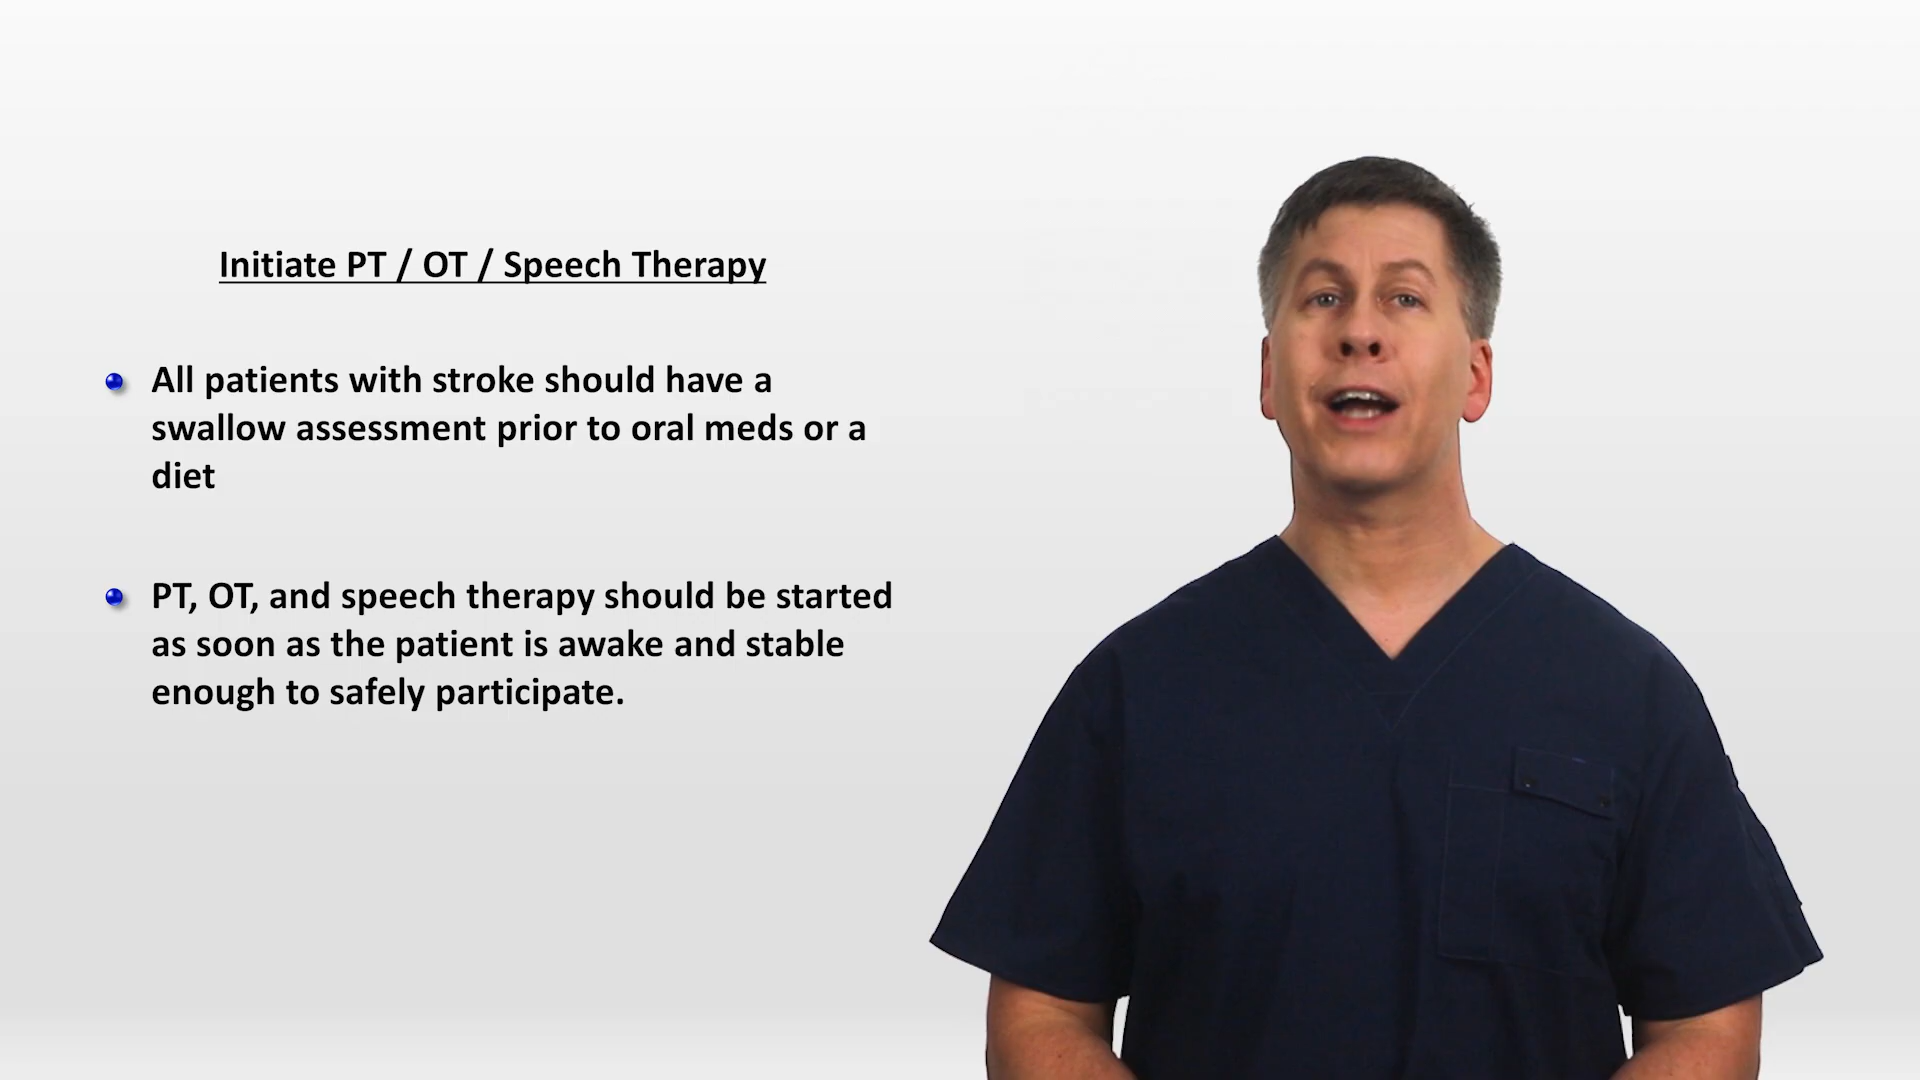 Initiate PT / OT / Speech Therapy
All patients with stroke should have a
swallow assessment prior to oral meds or a
diet
PT, OT, and speech therapy should be started
as soon as the patient is awake and stable
enough to safely participate.